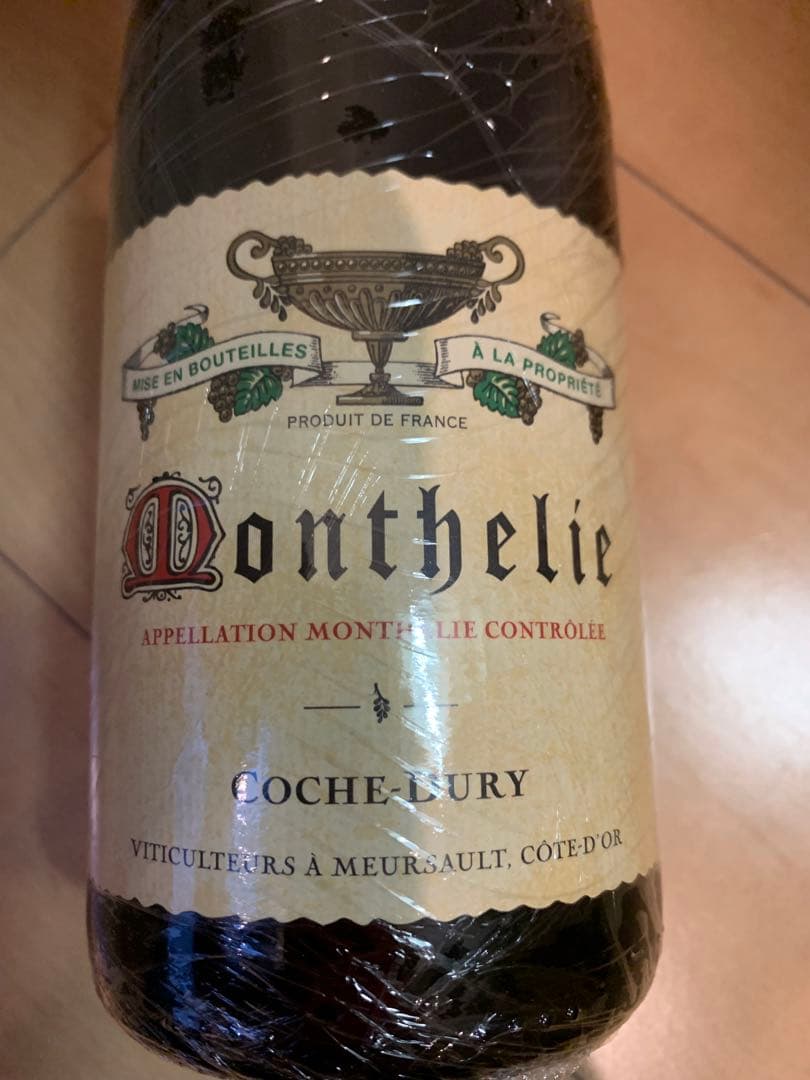 MISE EN BOUTEILLES À LA PROPRIÉTÉ
PRODUIT DE FRANCE
Monthelie
APPELLATION MONTHELIE CONTRÔLÉE
COCHE-DURY
VITICULTEURS À MEURSAULT, CÔTE-D'OR